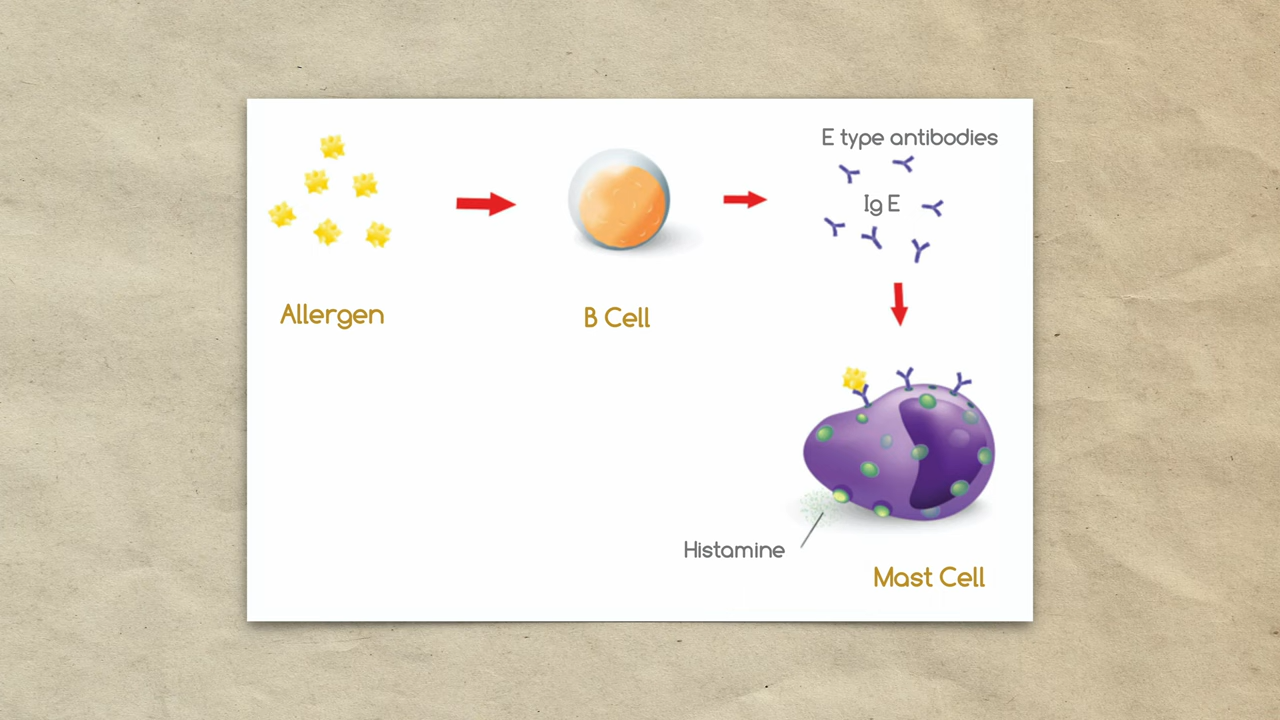 E type antibodies
Ig E
Allergen
B Cell
Histamine
Mast Cell